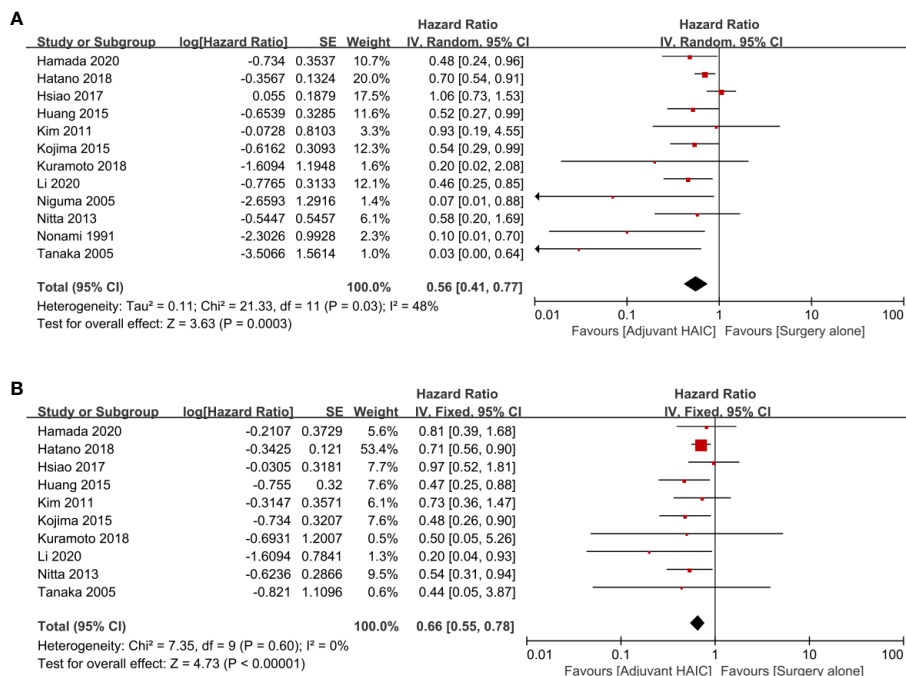 A
Hazard Ratio Hazard Ratio
Study or Subgroup log[Hazard Ratio] SE Weight IV, Random, 95% CI IV, Random, 95% CI
Hamada 2020 -0.734 0.3537 10.7% 0.48 [0.24, 0.96]
Hatano 2018 -0.3567 0.1324 20.0% 0.70 [0.54, 0.91]
Hsiao 2017 0.055 0.1879 17.5% 1.06 [0.73, 1.53]
Huang 2015 -0.6539 0.3285 11.6% 0.52 [0.27, 0.99]
Kim 2011 -0.0728 0.8103 3.3% 0.93 [0.19, 4.55]
Kojima 2015 -0.6162 0.3093 12.3% 0.54 [0.29, 0.99]
Kuramoto 2018 -1.6094 1.1948 1.6% 0.20 [0.02, 2.08]
Li 2020 -0.7765 0.3133 12.1% 0.46 [0.25, 0.85]
Niguma 2005 -2.6593 1.2916 1.4% 0.07 [0.01, 0.88]
Nitta 2013 -0.5447 0.5457 6.1% 0.58 [0.20, 1.69]
Nonami 1991 -2.3026 0.9928 2.3% 0.10 [0.01, 0.70]
Tanaka 2005 -3.5066 1.5614 1.0% 0.03 [0.00, 0.64]
Total (95% CI) 100.0% 0.56 [0.41, 0.77]
Heterogeneity: Tau² = 0.11; Chi² = 21.33, df = 11 (P = 0.03); I² = 48%
Test for overall effect: Z = 3.63 (P = 0.0003)
0.01 0.1 1 10 100
Favours [Adjuvant HAIC] Favours [Surgery alone]
B
Hazard Ratio Hazard Ratio
Study or Subgroup log[Hazard Ratio] SE Weight IV, Fixed, 95% CI IV, Fixed, 95% CI
Hamada 2020 -0.2107 0.3729 5.6% 0.81 [0.39, 1.68]
Hatano 2018 -0.3425 0.121 53.4% 0.71 [0.56, 0.90]
Hsiao 2017 -0.0305 0.3181 7.7% 0.97 [0.52, 1.81]
Huang 2015 -0.755 0.32 7.6% 0.47 [0.25, 0.88]
Kim 2011 -0.3147 0.3571 6.1% 0.73 [0.36, 1.47]
Kojima 2015 -0.734 0.3207 7.6% 0.48 [0.26, 0.90]
Kuramoto 2018 -0.6931 1.2007 0.5% 0.50 [0.05, 5.26]
Li 2020 -1.6094 0.7841 1.3% 0.20 [0.04, 0.93]
Nitta 2013 -0.6236 0.2866 9.5% 0.54 [0.31, 0.94]
Tanaka 2005 -0.821 1.1096 0.6% 0.44 [0.05, 3.87]
Total (95% CI) 100.0% 0.66 [0.55, 0.78]
Heterogeneity: Chi² = 7.35, df = 9 (P = 0.60); I² = 0%
Test for overall effect: Z = 4.73 (P < 0.00001)
0.01 0.1 1 10 100
Favours [Adjuvant HAIC] Favours [Surgery alone]